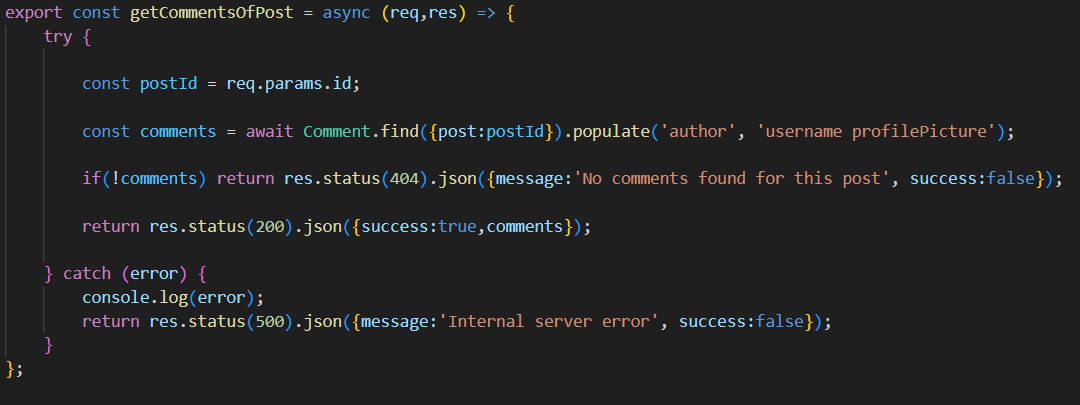 export const getCommentsOfPost = async (req,res) => {
try {
const postId = req.params.id;
const comments = await Comment.find({post:postId}).populate('author', 'username profilePicture');
if(!comments) return res.status(404).json({message:'No comments found for this post', success:false});
return res.status(200).json({success:true,comments});
} catch (error) {
console.log(error);
return res.status(500).json({message:'Internal server error', success:false});
}
};